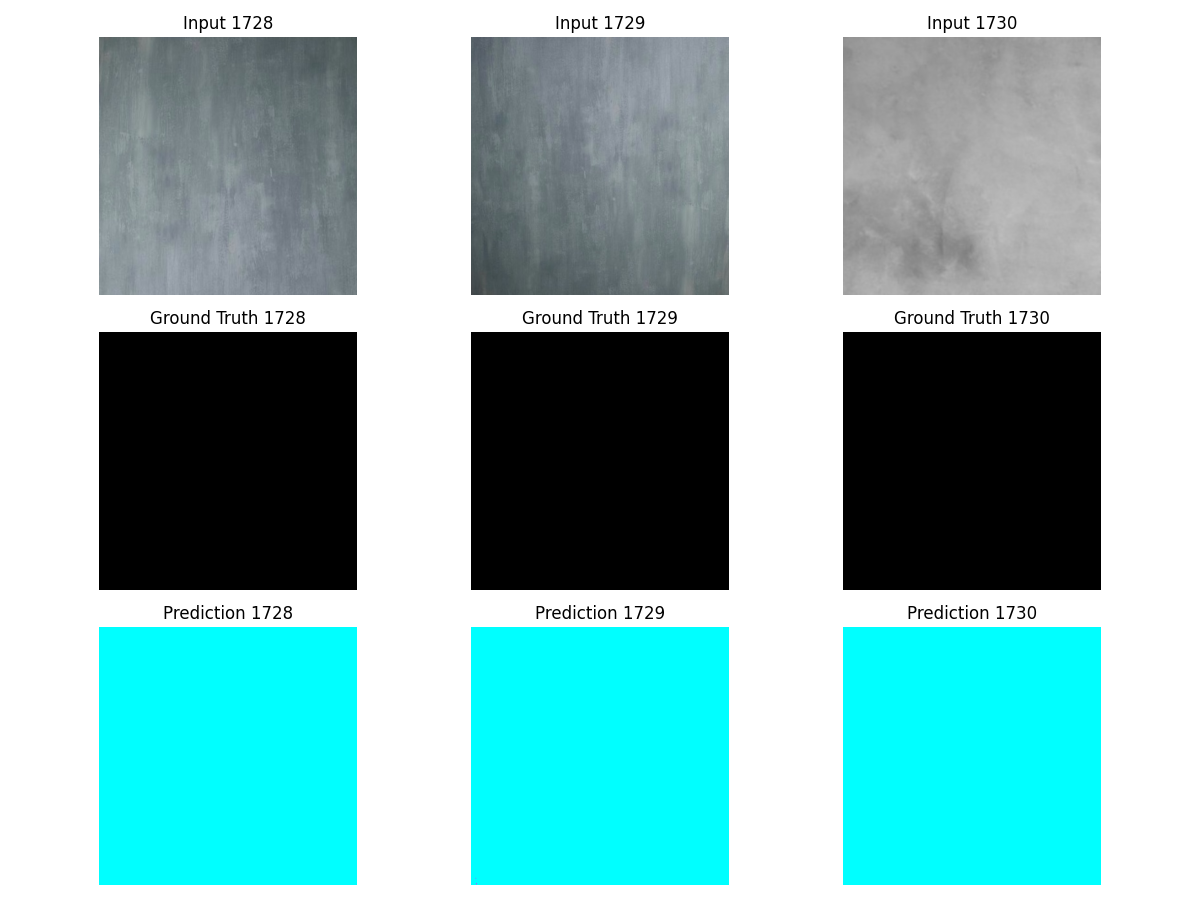 Input 1728
Input 1729
Input 1730
Ground Truth 1728
Ground Truth 1729
Ground Truth 1730
Prediction 1728
Prediction 1729
Prediction 1730